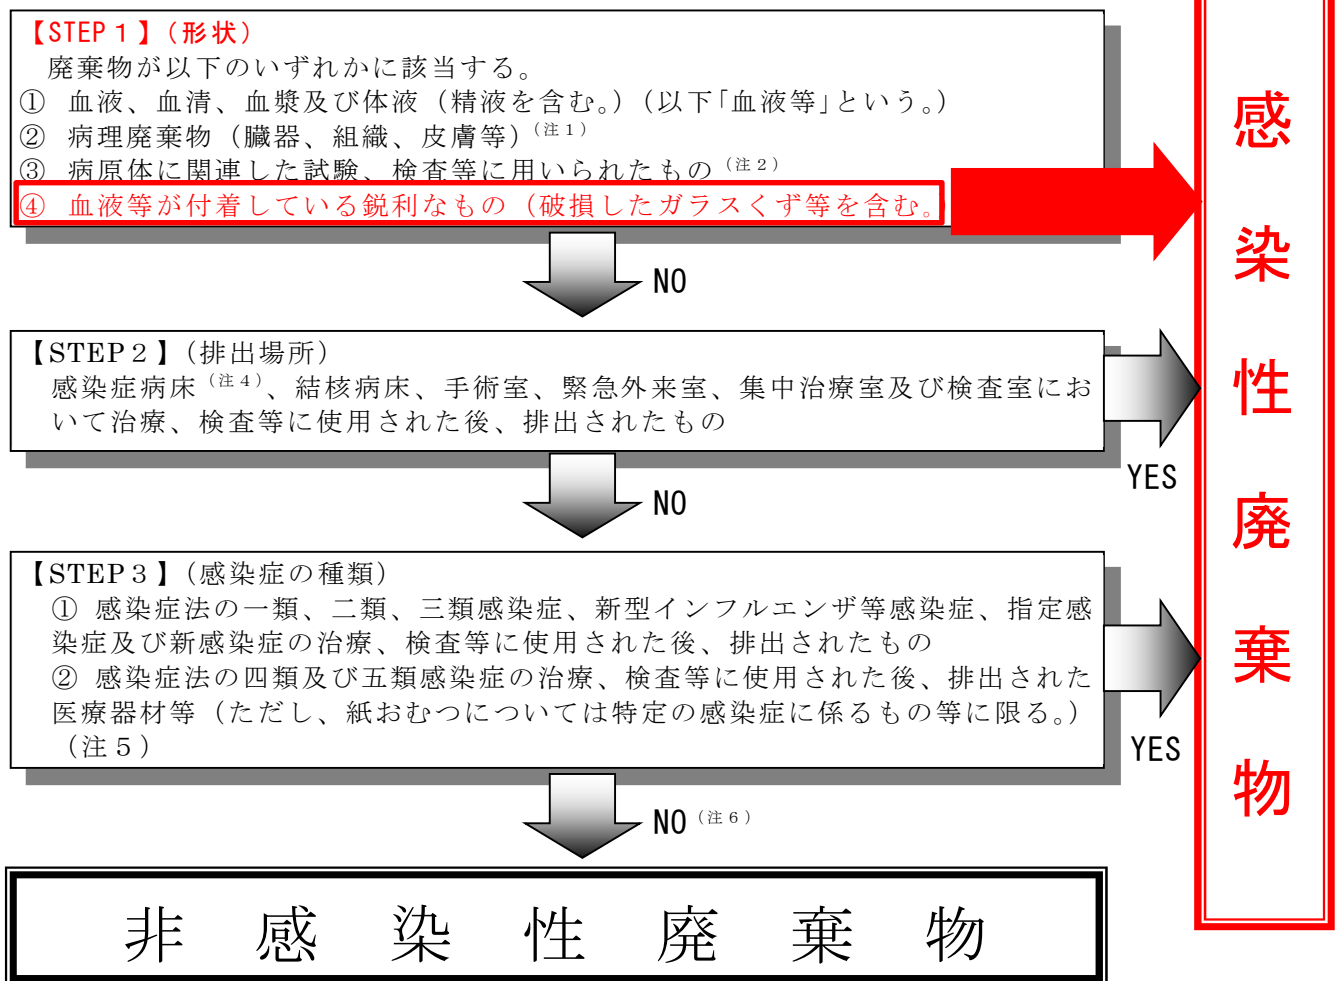 【STEP１】（形状）
廃棄物が以下のいずれかに該当する。
① 血液、血清、血漿及び体液（精液を含む。）（以下「血液等」という。）
② 病理廃棄物（臓器、組織、皮膚等）（注１）
③ 病原体に関連した試験、検査等に用いられたもの（注２）
④ 血液等が付着している鋭利なもの（破損したガラスくず等を含む。
NO
【STEP２】（排出場所）
感染症病床（注４）、結核病床、手術室、緊急外来室、集中治療室及び検査室にお
いて治療、検査等に使用された後、排出されたもの
YES
NO
【STEP３】（感染症の種類）
① 感染症法の一類、二類、三類感染症、新型インフルエンザ等感染症、指定感
染症及び新感染症の治療、検査等に使用された後、排出されたもの
② 感染症法の四類及び五類感染症の治療、検査等に使用された後、排出された
医療器材等（ただし、紙おむつについては特定の感染症に係るもの等に限る。）
（注５）
YES
NO（注６）
非感染性廃棄物
感染性廃棄物